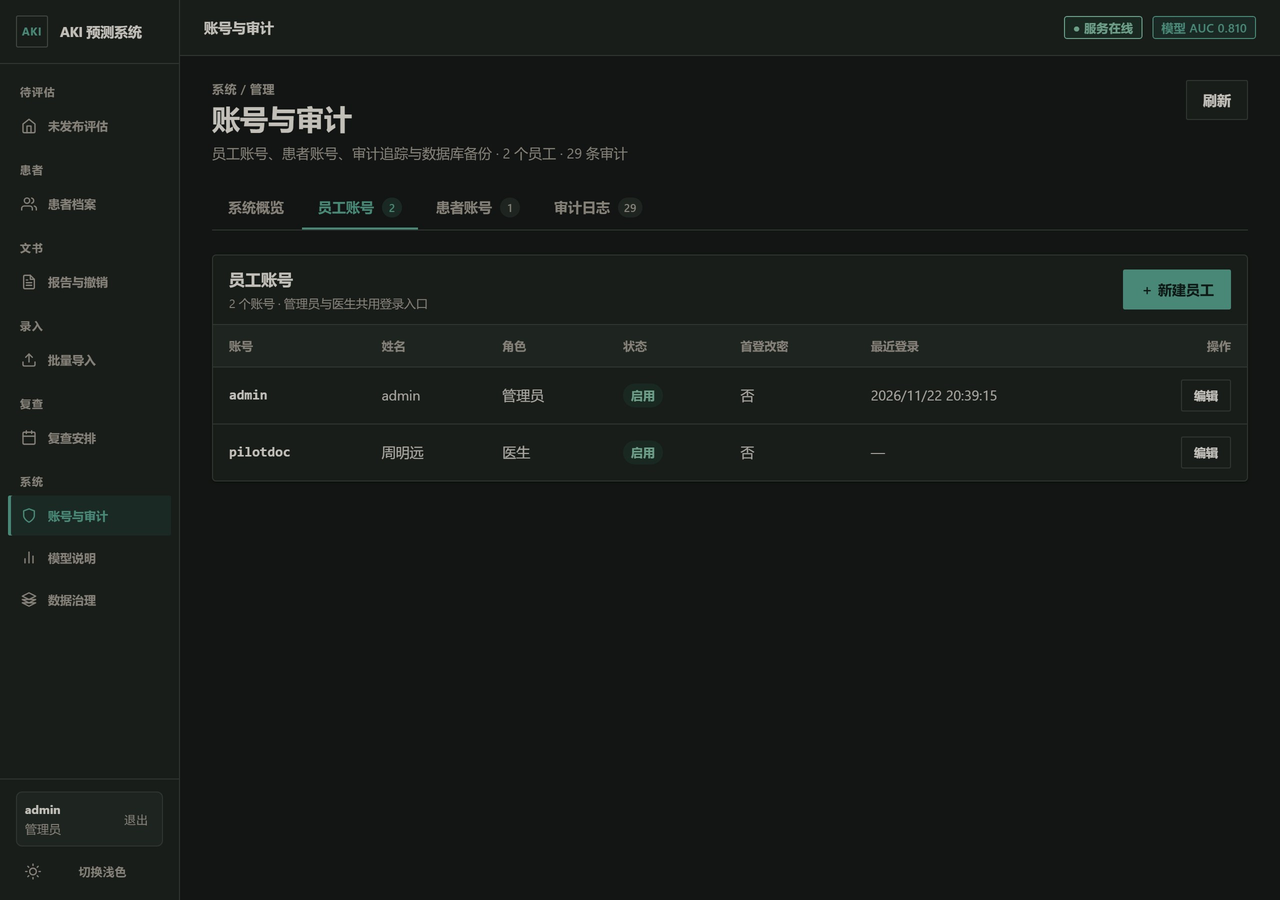 AKI
AKI 预测系统
待评估
未发布评估
患者
患者档案
文书
报告与撤销
录入
批量导入
复查
复查安排
系统
账号与审计
模型说明
数据治理
admin
管理员
退出
切换浅色
账号与审计
● 服务在线
模型 AUC 0.810
系统 / 管理
账号与审计
员工账号、患者账号、审计追踪与数据库备份 · 2 个员工 · 29 条审计
刷新
系统概览
员工账号 2
患者账号 1
审计日志 29
员工账号
2 个账号 · 管理员与医生共用登录入口
+ 新建员工
账号 姓名 角色 状态 首登改密 最近登录 操作
admin admin 管理员 启用 否 2026/11/22 20:39:15 编辑
pilotdoc 周明远 医生 启用 否 — 编辑